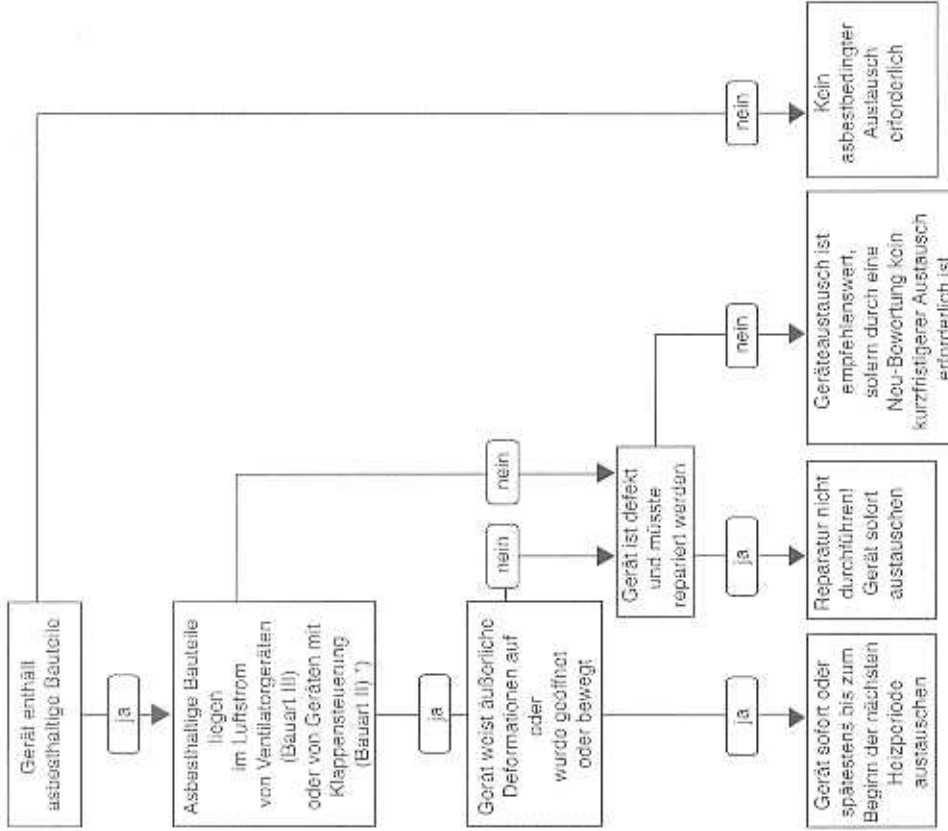 Gerät enthält
asbesthaltige Bauteile
ja
nein
Asbesthaltige Bauteile
liegen
im Luftstrom
von Ventilatorgeräten
(Bauart III)
oder von Geräten mit
Klappensteuerung
(Bauart II) *)
ja
nein
Gerät weist äußerliche
Deformationen auf
oder
wurde geöffnet
oder bewegt
nein
ja
Gerät ist defekt
und müsste
repariert werden
ja
nein
Gerät sofort oder
spätestens bis zum
Beginn der nächsten
Heizperiode
austauschen
Reparatur nicht
durchführen!
Gerät sofort
austauschen
Geräteaustausch ist
empfehlenswert,
sofern durch eine
Neu-Bewertung kein
kurzfristigerer Austausch
erforderlich ist
Kein
asbestbedingter
Austausch
erforderlich